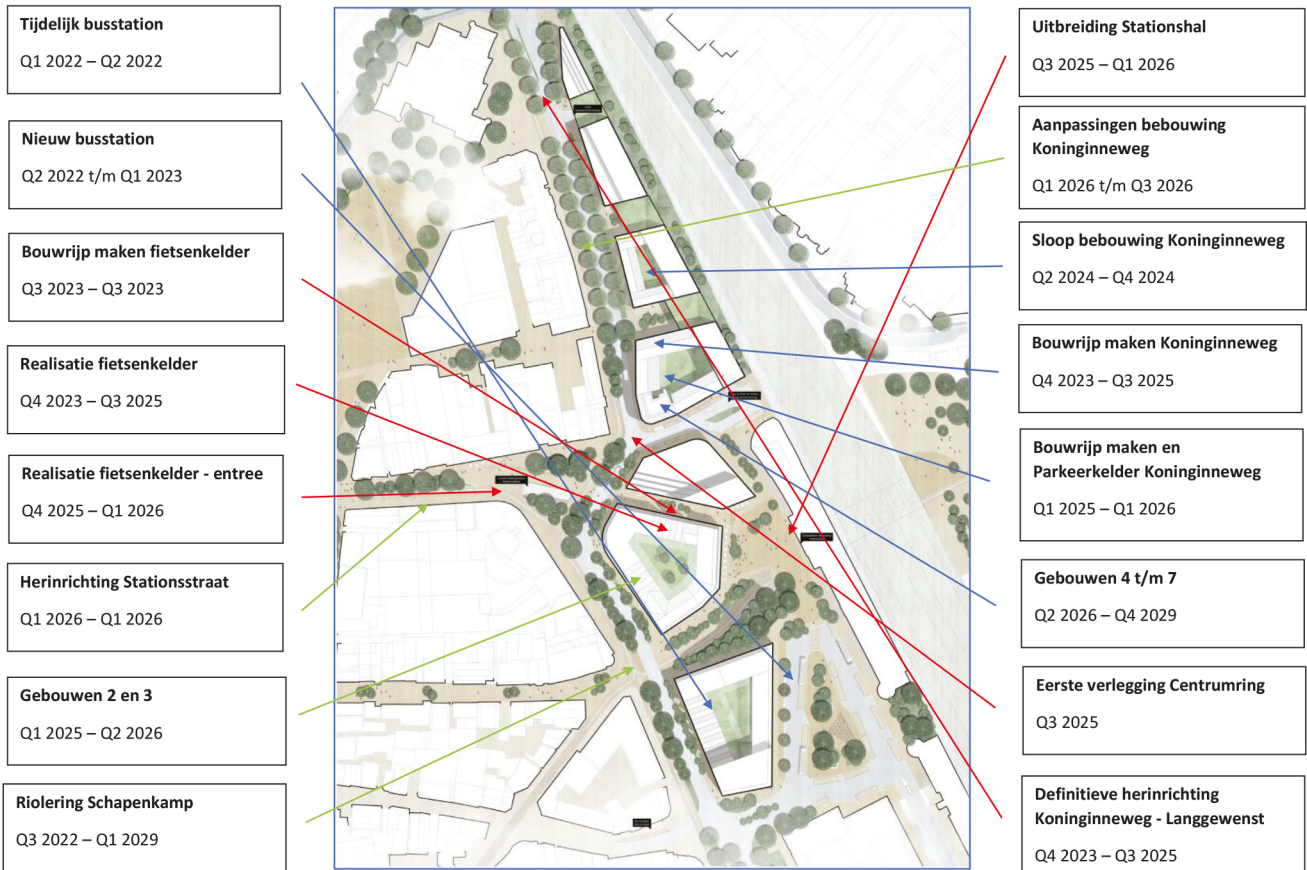 Tijdelijk busstation
Q1 2022 – Q2 2022
Nieuw busstation
Q2 2022 t/m Q1 2023
Bouwrijp maken fietsenkelder
Q3 2023 – Q3 2023
Realisatie fietsenkelder
Q4 2023 – Q3 2025
Realisatie fietsenkelder - entree
Q4 2025 – Q1 2026
Herinrichting Stationsstraat
Q1 2026 – Q1 2026
Gebouwen 2 en 3
Q1 2025 – Q2 2026
Riolering Schapenkamp
Q3 2022 – Q1 2029
Uitbreiding Stationshal
Q3 2025 – Q1 2026
Aanpassingen bebouwing
Koninginneweg
Q1 2026 t/m Q3 2026
Sloop bebouwing Koninginneweg
Q2 2024 – Q4 2024
Bouwrijp maken Koninginneweg
Q4 2023 – Q3 2025
Bouwrijp maken en
Parkeerkelder Koninginneweg
Q1 2025 – Q1 2026
Gebouwen 4 t/m 7
Q2 2026 – Q4 2029
Eerste verlegging Centrumring
Q3 2025
Definitieve herinrichting
Koninginneweg - Langgewenst
Q4 2023 – Q3 2025